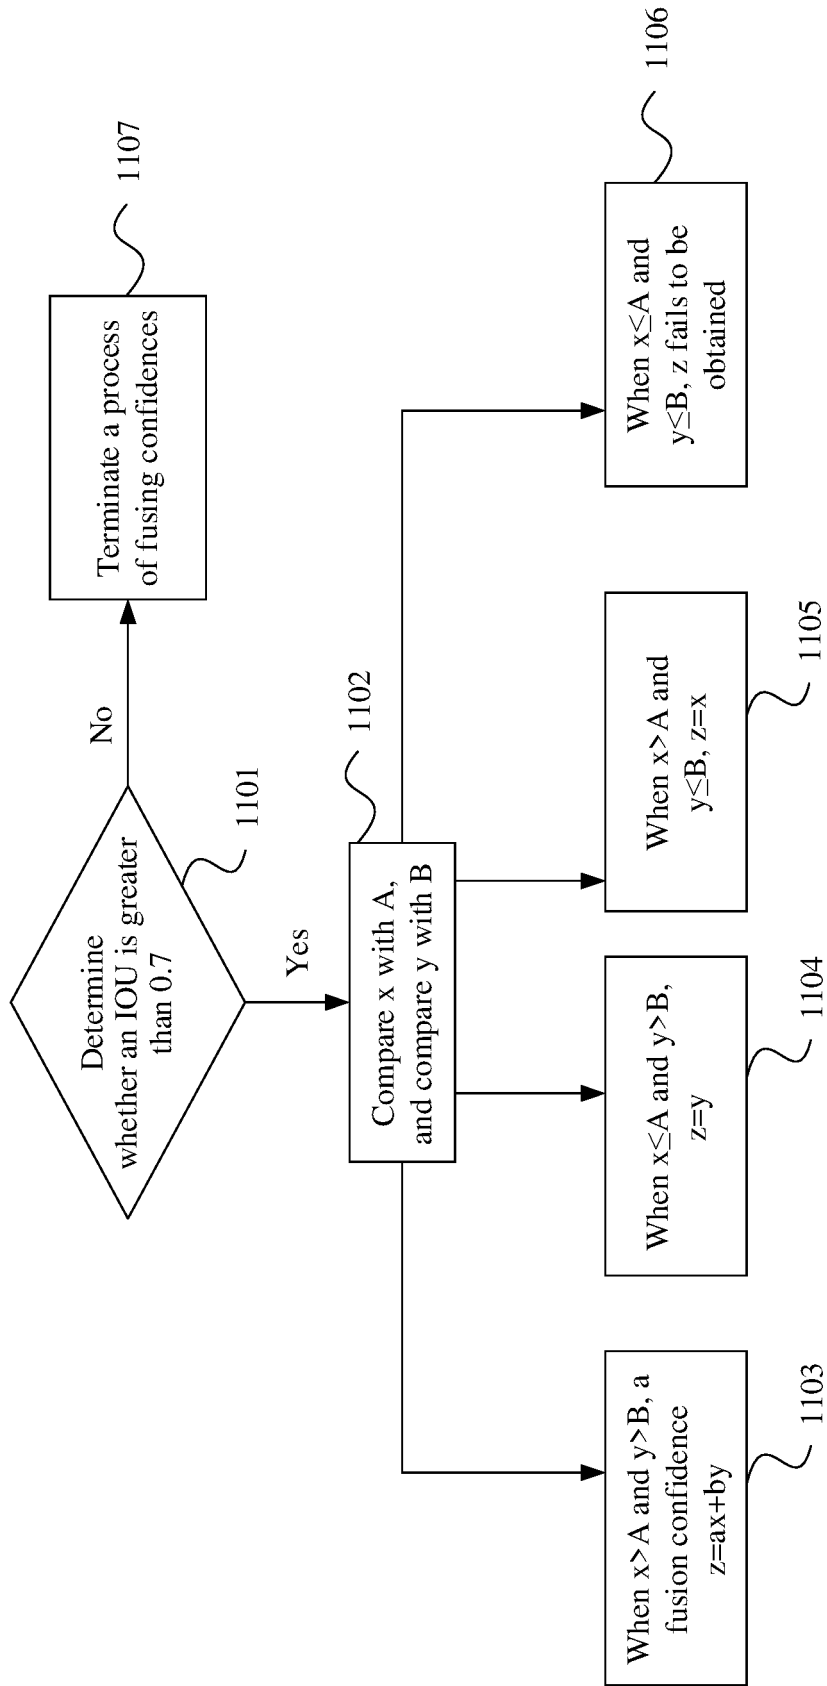 Determine
whether an IOU is greater
than 0.7
1101
No
Terminate a process
of fusing confidences
1107
Yes
Compare x with A,
and compare y with B
1102
When x>A and y>B, a
fusion confidence
z=ax+by
1103
When x≤A and y>B,
z=y
1104
When x>A and
y≤B, z=x
1105
When x≤A and
y≤B, z fails to be
obtained
1106